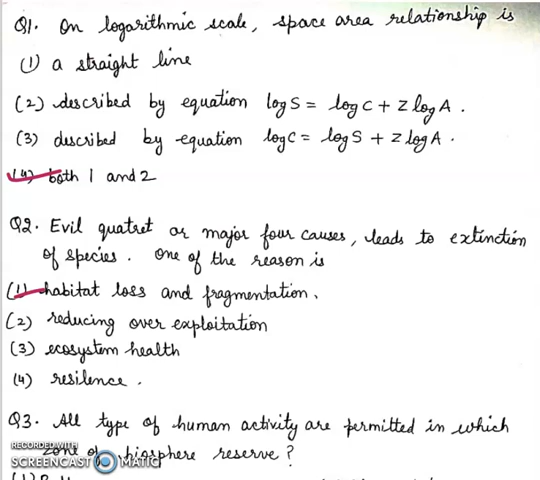 Q1. On logarithmic scale, space area relationship is
(1) a straight line
(2) described by equation log S = log C + Z log A.
(3) described by equation log C = log S + Z log A.
(4) both 1 and 2
Q2. Evil quatret or major four causes, leads to extinction
of species. One of the reason is
(1) habitat loss and fragmentation.
(2) reducing over exploitation
(3) ecosystem health
(4) resilence.
Q3. All type of human activity are permitted in which
zone of biosphere reserve?
RECORDED WITH
SCREENCAST MATIC